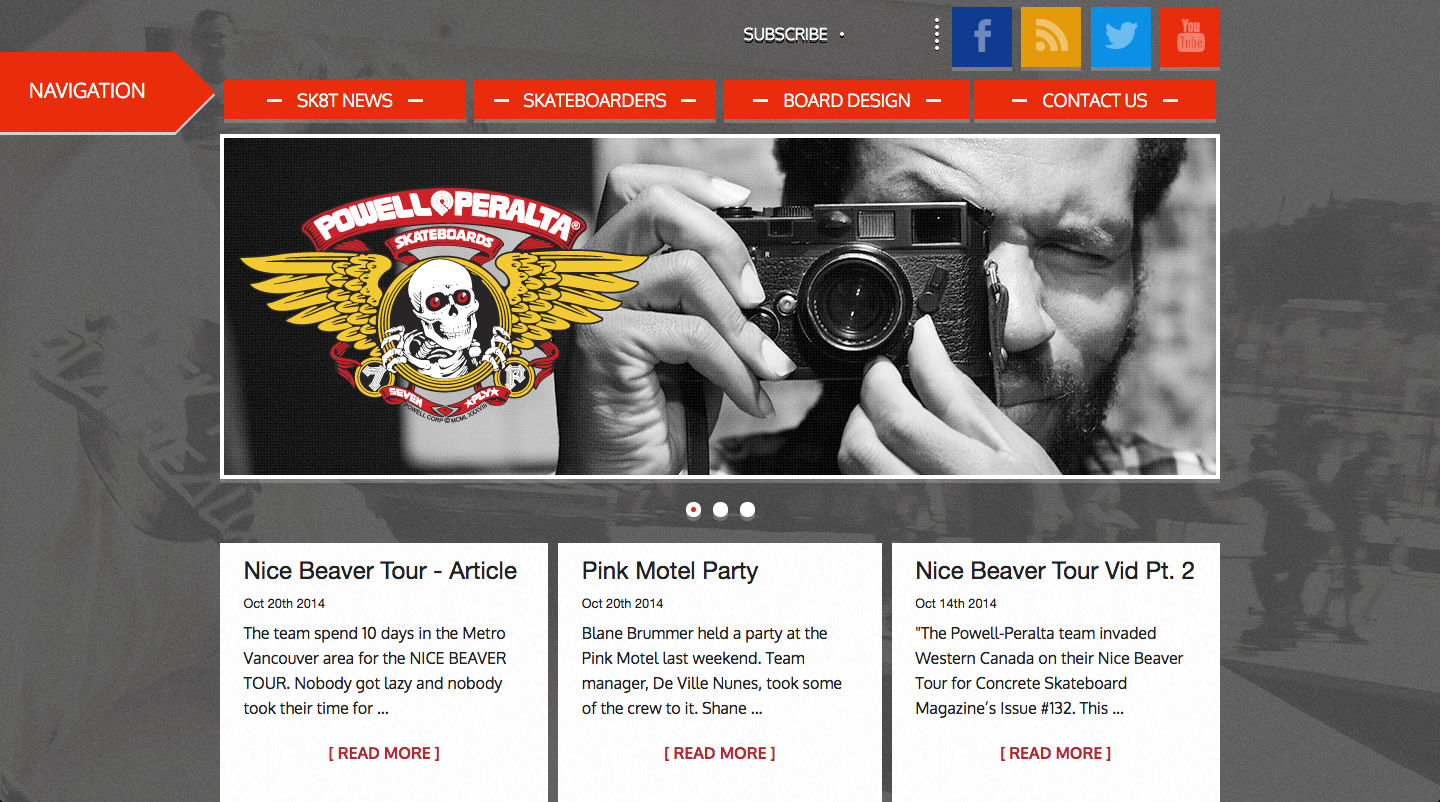 SUBSCRIBE •
f
You
Tube
NAVIGATION
SK8T NEWS
SKATEBOARDERS
BOARD DESIGN
CONTACT US
POWELL PERALTA®
SKATEBOARDS
7 P
SEVEN ★PLY★
POWELL CORP © MCMLXXXVIII
Nice Beaver Tour - Article
Oct 20th 2014
The team spend 10 days in the Metro
Vancouver area for the NICE BEAVER
TOUR. Nobody got lazy and nobody
took their time for ...
[ READ MORE ]
Pink Motel Party
Oct 20th 2014
Blane Brummer held a party at the
Pink Motel last weekend. Team
manager, De Ville Nunes, took some
of the crew to it. Shane ...
[ READ MORE ]
Nice Beaver Tour Vid Pt. 2
Oct 14th 2014
"The Powell-Peralta team invaded
Western Canada on their Nice Beaver
Tour for Concrete Skateboard
Magazine’s Issue #132. This ...
[ READ MORE ]